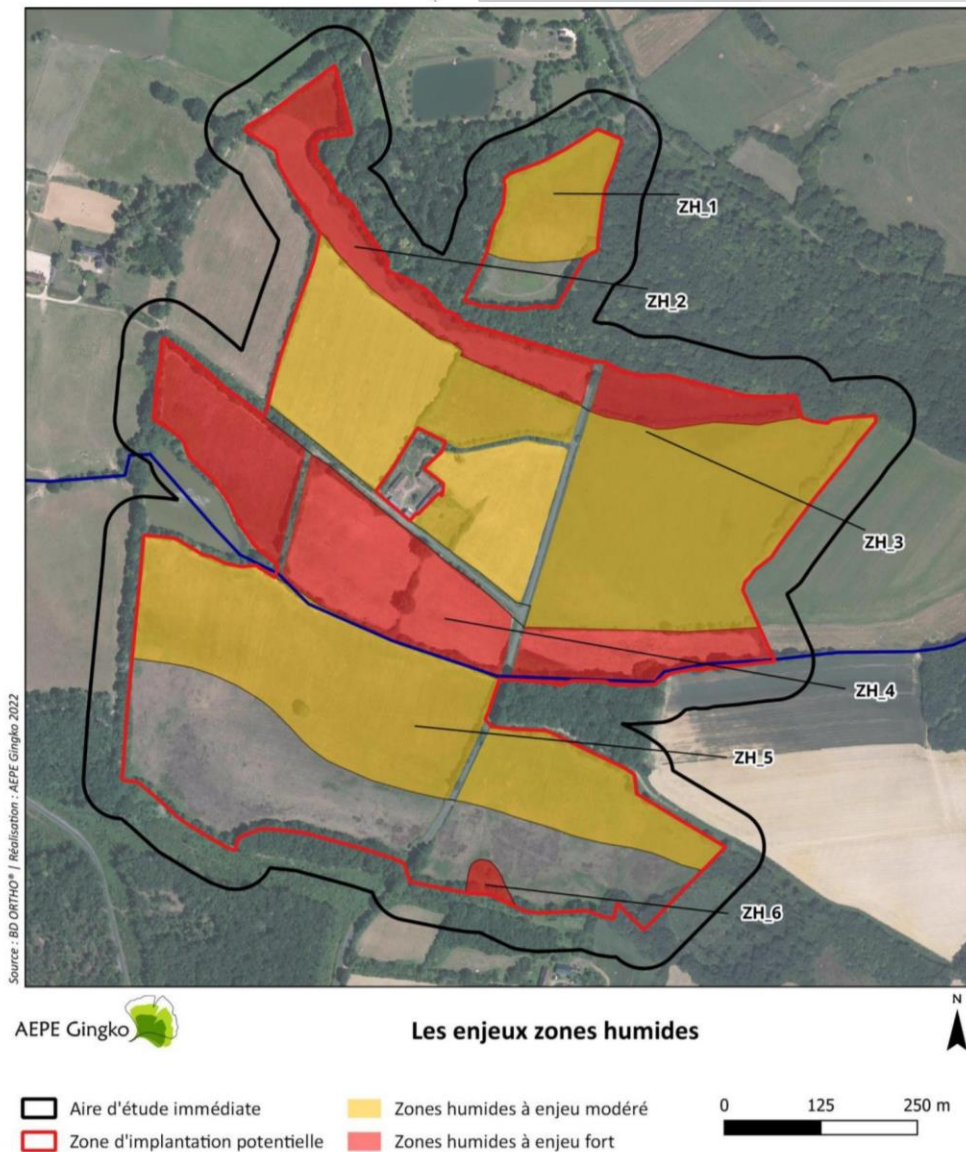 ZH_1
ZH_2
ZH_3
ZH_4
ZH_5
ZH_6
Source : BD ORTHO® | Réalisation : AEPE Gingko 2022
AEPE Gingko
Les enjeux zones humides
N
Aire d'étude immédiate
Zone d'implantation potentielle
Zones humides à enjeu modéré
Zones humides à enjeu fort
0 125 250 m